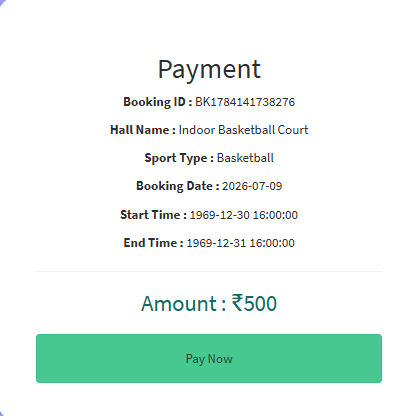 Payment
Booking ID : BK1784141738276
Hall Name : Indoor Basketball Court
Sport Type : Basketball
Booking Date : 2026-07-09
Start Time : 1969-12-30 16:00:00
End Time : 1969-12-31 16:00:00
Amount : ₹500
Pay Now